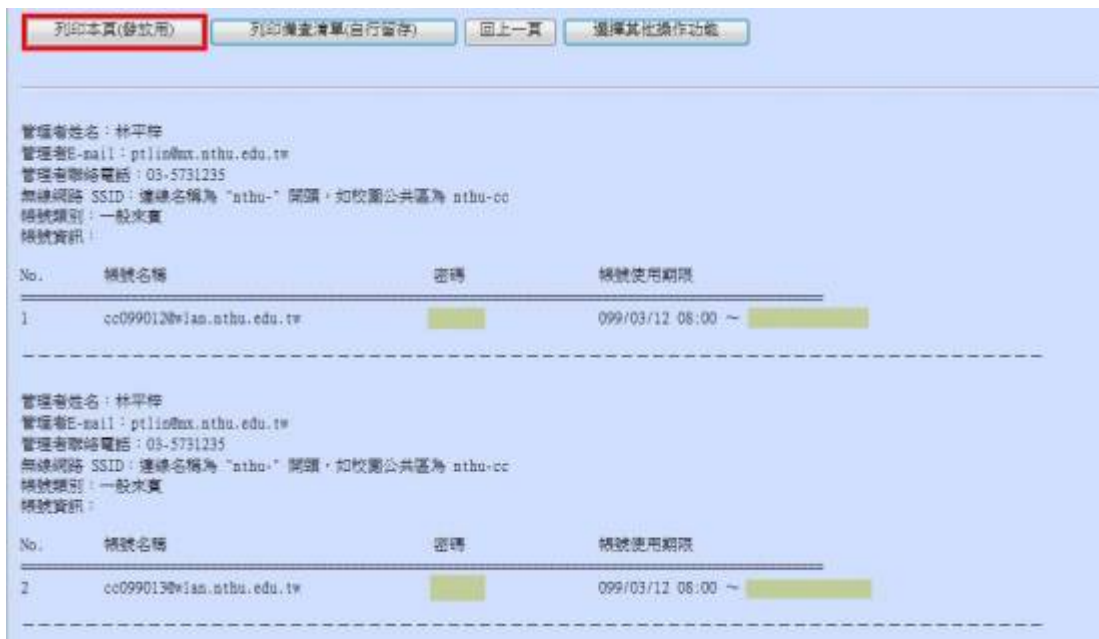 列印本頁(發放用) 列印備查清單(自行留存) 回上一頁 選擇其他操作功能
管理者姓名：林平梓
管理者E-mail：ptlin@mx.nthu.edu.tw
管理者聯絡電話：03-5731235
無線網路 SSID：連線名稱為 "nthu-" 開頭，如校園公共區為 nthu-cc
帳號類別：一般來賓
帳號資訊：
No. 帳號名稱 密碼 帳號使用期限
1 cc099012@wlan.nthu.edu.tw 099/03/12 08:00 ～
管理者姓名：林平梓
管理者E-mail：ptlin@mx.nthu.edu.tw
管理者聯絡電話：03-5731235
無線網路 SSID：連線名稱為 "nthu-" 開頭，如校園公共區為 nthu-cc
帳號類別：一般來賓
帳號資訊：
No. 帳號名稱 密碼 帳號使用期限
2 cc099013@wlan.nthu.edu.tw 099/03/12 08:00 ～